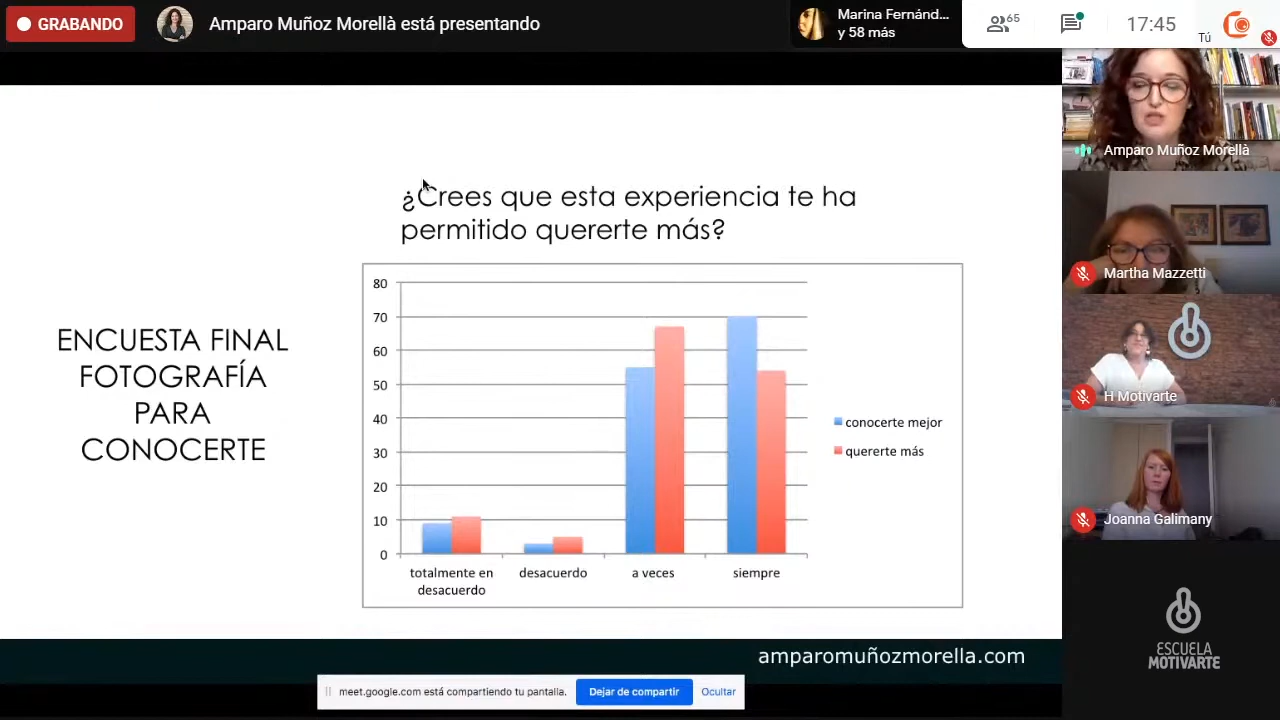 GRABANDO
Amparo Muñoz Morellà está presentando
Marina Fernánd...
y 58 más
65
17:45
Tú
¿Crees que esta experiencia te ha
permitido quererte más?
ENCUESTA FINAL
FOTOGRAFÍA
PARA
CONOCERTE
80
70
60
50
40
30
20
10
0
totalmente en
desacuerdo
desacuerdo
a veces
siempre
conocerte mejor
quererte más
amparomuñozmorella.com
meet.google.com está compartiendo tu pantalla.
Dejar de compartir
Ocultar
Amparo Muñoz Morellà
Martha Mazzetti
H Motivarte
Joanna Galimany
ESCUELA
MOTIVARTE